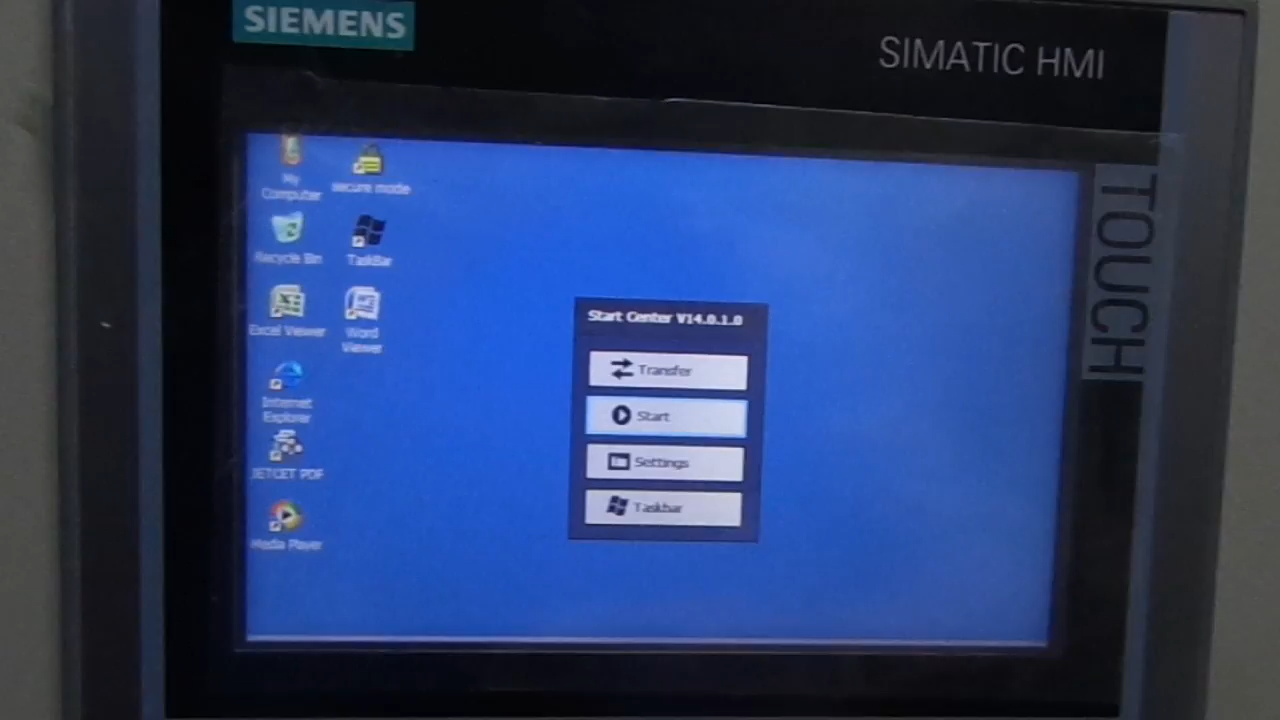 SIEMENS
SIMATIC HMI
TOUCH
My
Computer
secure mode
Recycle Bin
TaskBar
Excel Viewer
Word
Viewer
Internet
Explorer
JETCET PDF
Media Player
Start Center V14.0.1.0
Transfer
Start
Settings
Taskbar